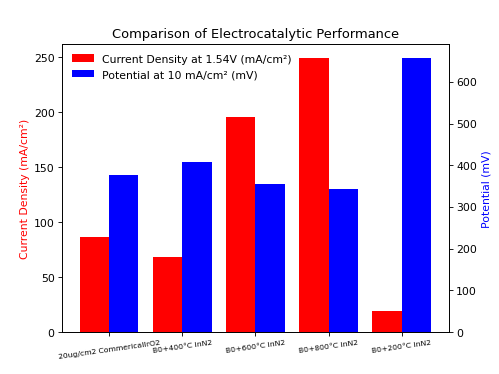 Comparison of Electrocatalytic Performance
Current Density at 1.54V (mA/cm²)
Potential at 10 mA/cm² (mV)
250
200
150
100
50
0
Current Density (mA/cm²)
600
500
400
300
200
100
0
Potential (mV)
20ug/cm2 CommericalIrO2
B0+400°C InN2
B0+600°C InN2
B0+800°C InN2
B0+200°C InN2